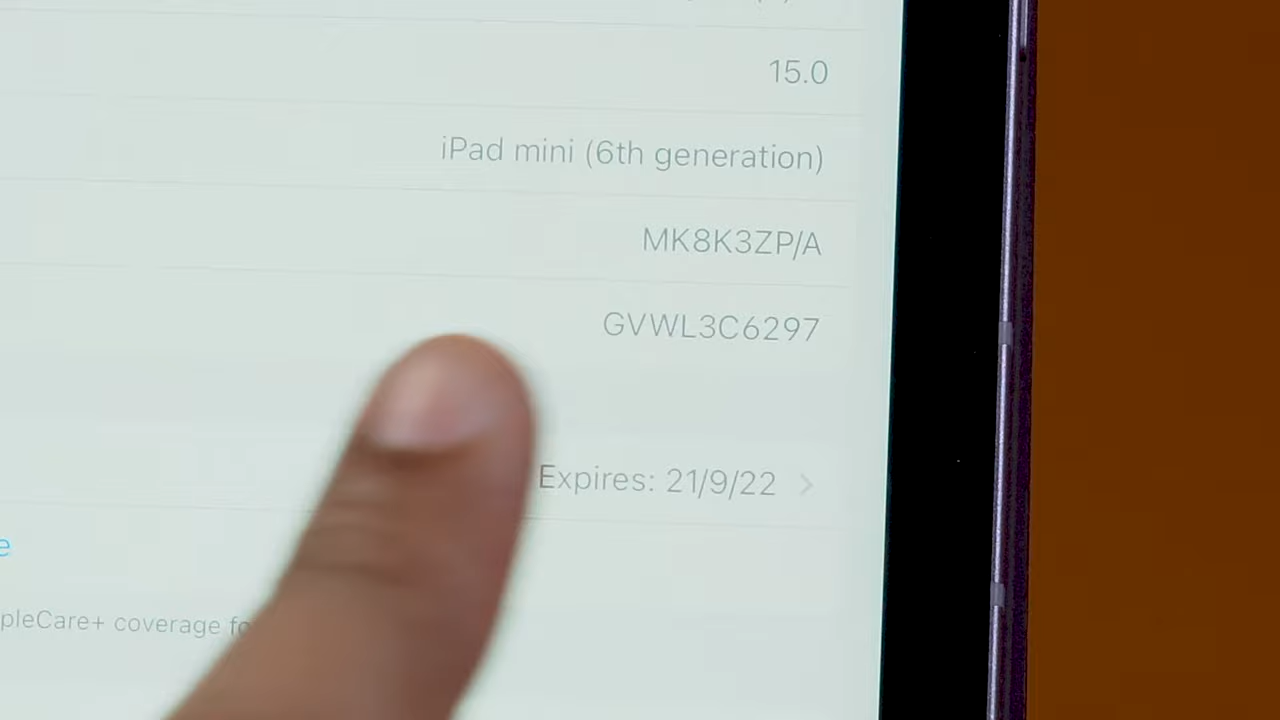 15.0
iPad mini (6th generation)
MK8K3ZP/A
GVWL3C6297
Expires: 21/9/22
e
pleCare+ coverage fo